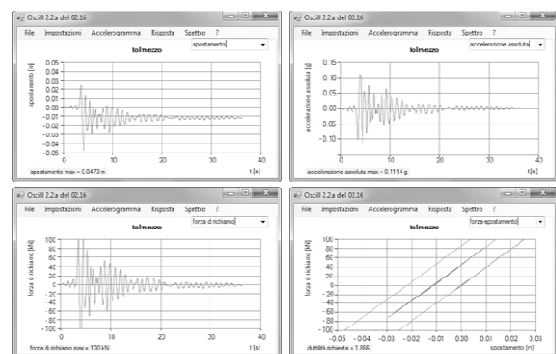 Oscill 2.2.a del 02.16
File Impostazioni Accelerogramma Risposta Spettro ?
tolmezzo
spostamento
spostamento [m]
0.05
0.04
0.03
0.02
0.01
0.00
-0.01
-0.02
-0.03
-0.04
-0.05
0 10 20 30 40
spostamento max = 0.0473 m t [s]
Oscill 2.2.a del 02.16
File Impostazioni Accelerogramma Risposta Spettro ?
tolmezzo
accelerazione assoluta
accelerazione assoluta [g]
0.15
0.10
0.05
0.00
-0.05
-0.10
0 10 20 30 40
accelerazione assoluta max = 0.1114 g t [s]
Oscill 2.2.a del 02.16
File Impostazioni Accelerogramma Risposta Spettro ?
tolmezzo
forza di richiamo
forza di richiamo [kN]
100
80
60
40
20
0
-20
-40
-60
-80
-100
0 10 20 30 40
forza di richiamo max = 100 kN t [s]
Oscill 2.2.a del 02.16
File Impostazioni Accelerogramma Risposta Spettro ?
tolmezzo
forza-spostamento
forza di richiamo [kN]
100
80
60
40
20
0
-20
-40
-60
-80
-100
-0.05 -0.04 -0.03 -0.02 -0.01 0.00 0.01 0.02 0.03
duttilità richiesta = spostamento [m]